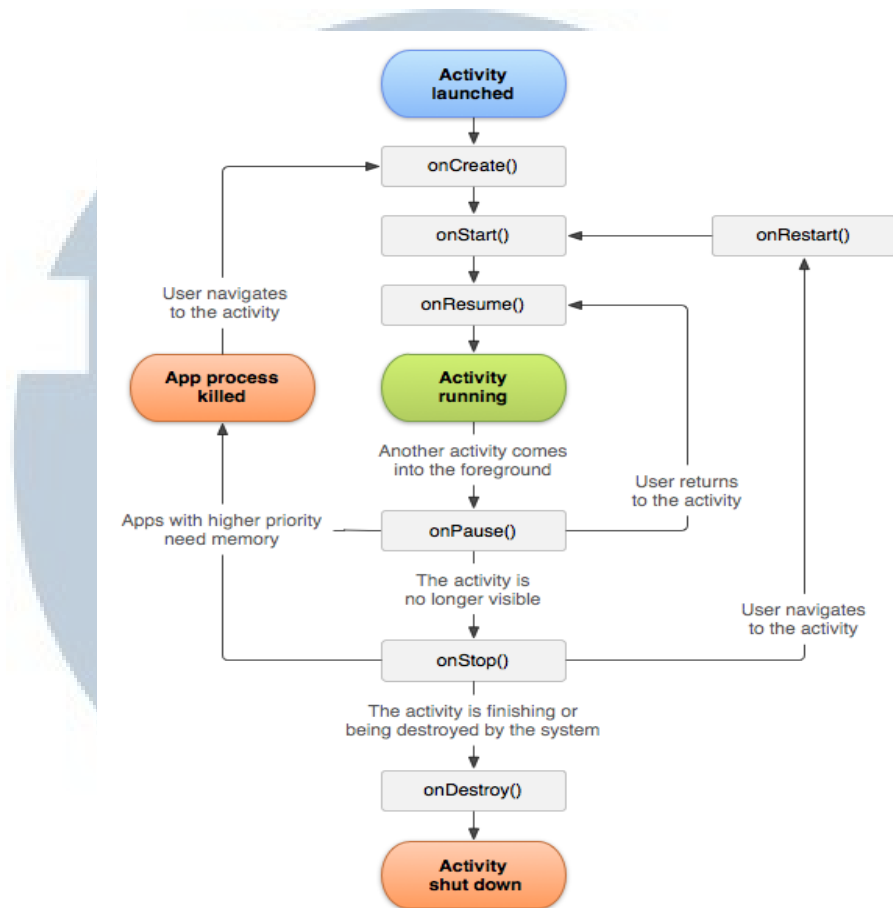 Activity
launched
onCreate()
onStart()
onRestart()
User navigates
to the activity
onResume()
App process
killed
Activity
running
Another activity comes
into the foreground
User returns
to the activity
Apps with higher priority
need memory
onPause()
The activity is
no longer visible
User navigates
to the activity
onStop()
The activity is finishing or
being destroyed by the system
onDestroy()
Activity
shut down